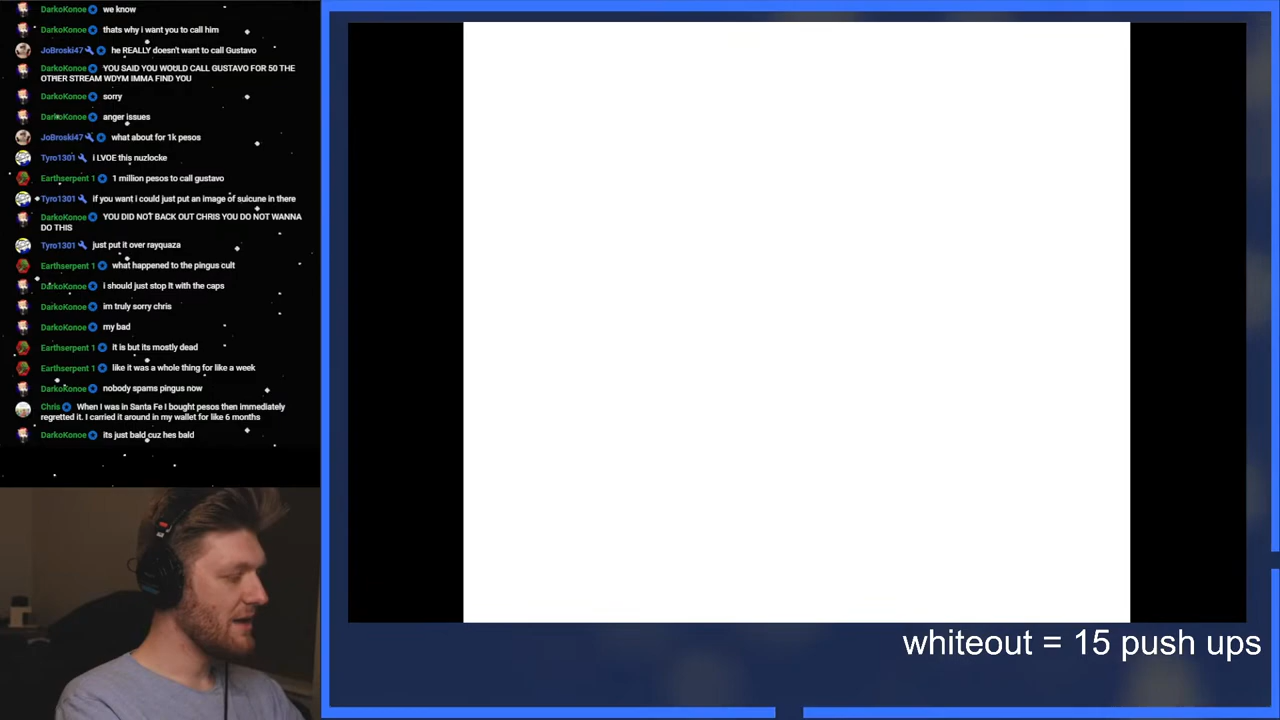 DarkoKonoe we know
DarkoKonoe thats why i want you to call him
JoBroski47 he REALLY doesn't want to call Gustavo
DarkoKonoe YOU SAID YOU WOULD CALL GUSTAVO FOR 50 THE
OTHER STREAM WDYM IMMA FIND YOU
DarkoKonoe sorry
DarkoKonoe anger issues
JoBroski47 what about for 1k pesos
Tyro1301 i LVOE this nuzlocke
Earthserpent 1 1 million pesos to call gustavo
Tyro1301 if you want i could just put an image of suicune in there
DarkoKonoe YOU DID NOT BACK OUT CHRIS YOU DO NOT WANNA
DO THIS
Tyro1301 just put it over rayquaza
Earthserpent 1 what happened to the pingus cult
DarkoKonoe i should just stop it with the caps
DarkoKonoe im truly sorry chris
DarkoKonoe my bad
Earthserpent 1 it is but its mostly dead
Earthserpent 1 like it was a whole thing for like a week
DarkoKonoe nobody spams pingus now
Chris When I was in Santa Fe I bought pesos then immediately
regretted it. I carried it around in my wallet for like 6 months
DarkoKonoe its just bald cuz hes bald
whiteout = 15 push ups